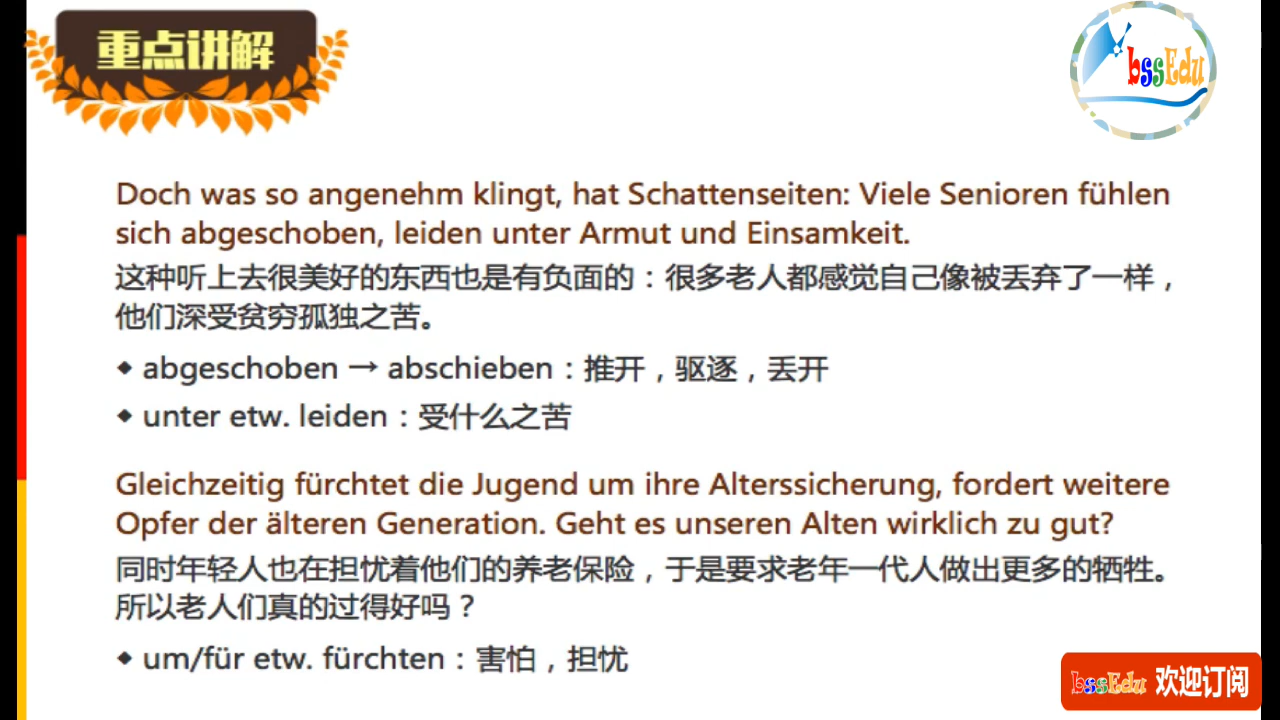 重点讲解
bssEdu
Doch was so angenehm klingt, hat Schattenseiten: Viele Senioren fühlen
sich abgeschoben, leiden unter Armut und Einsamkeit.
这种听上去很美好的东西也是有负面的：很多老人都感觉自己像被丢弃了一样，
他们深受贫穷孤独之苦。
◆ abgeschoben → abschieben：推开，驱逐，丢开
◆ unter etw. leiden：受什么之苦
Gleichzeitig fürchtet die Jugend um ihre Alterssicherung, fordert weitere
Opfer der älteren Generation. Geht es unseren Alten wirklich zu gut?
同时年轻人也在担忧着他们的养老保险，于是要求老年一代人做出更多的牺牲。
所以老人们真的过得好吗？
◆ um/für etw. fürchten：害怕，担忧
bssEdu 欢迎订阅